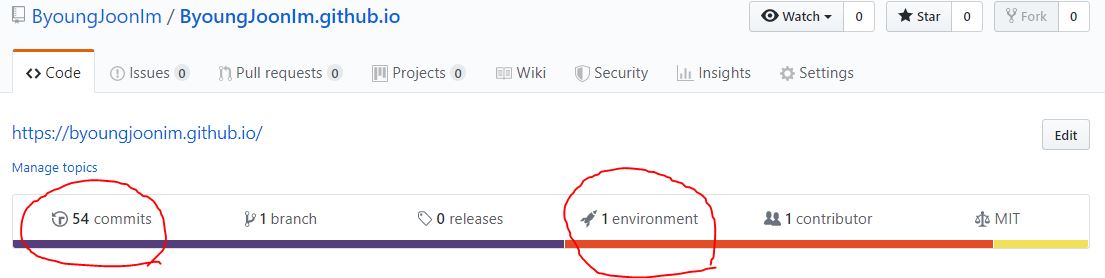 ByoungJoonIm / ByoungJoonIm.github.io
Watch 0 Star 0 Fork 0
Code Issues 0 Pull requests 0 Projects 0 Wiki Security Insights Settings
https://byoungjoonim.github.io/ Edit
Manage topics
54 commits 1 branch 0 releases 1 environment 1 contributor MIT